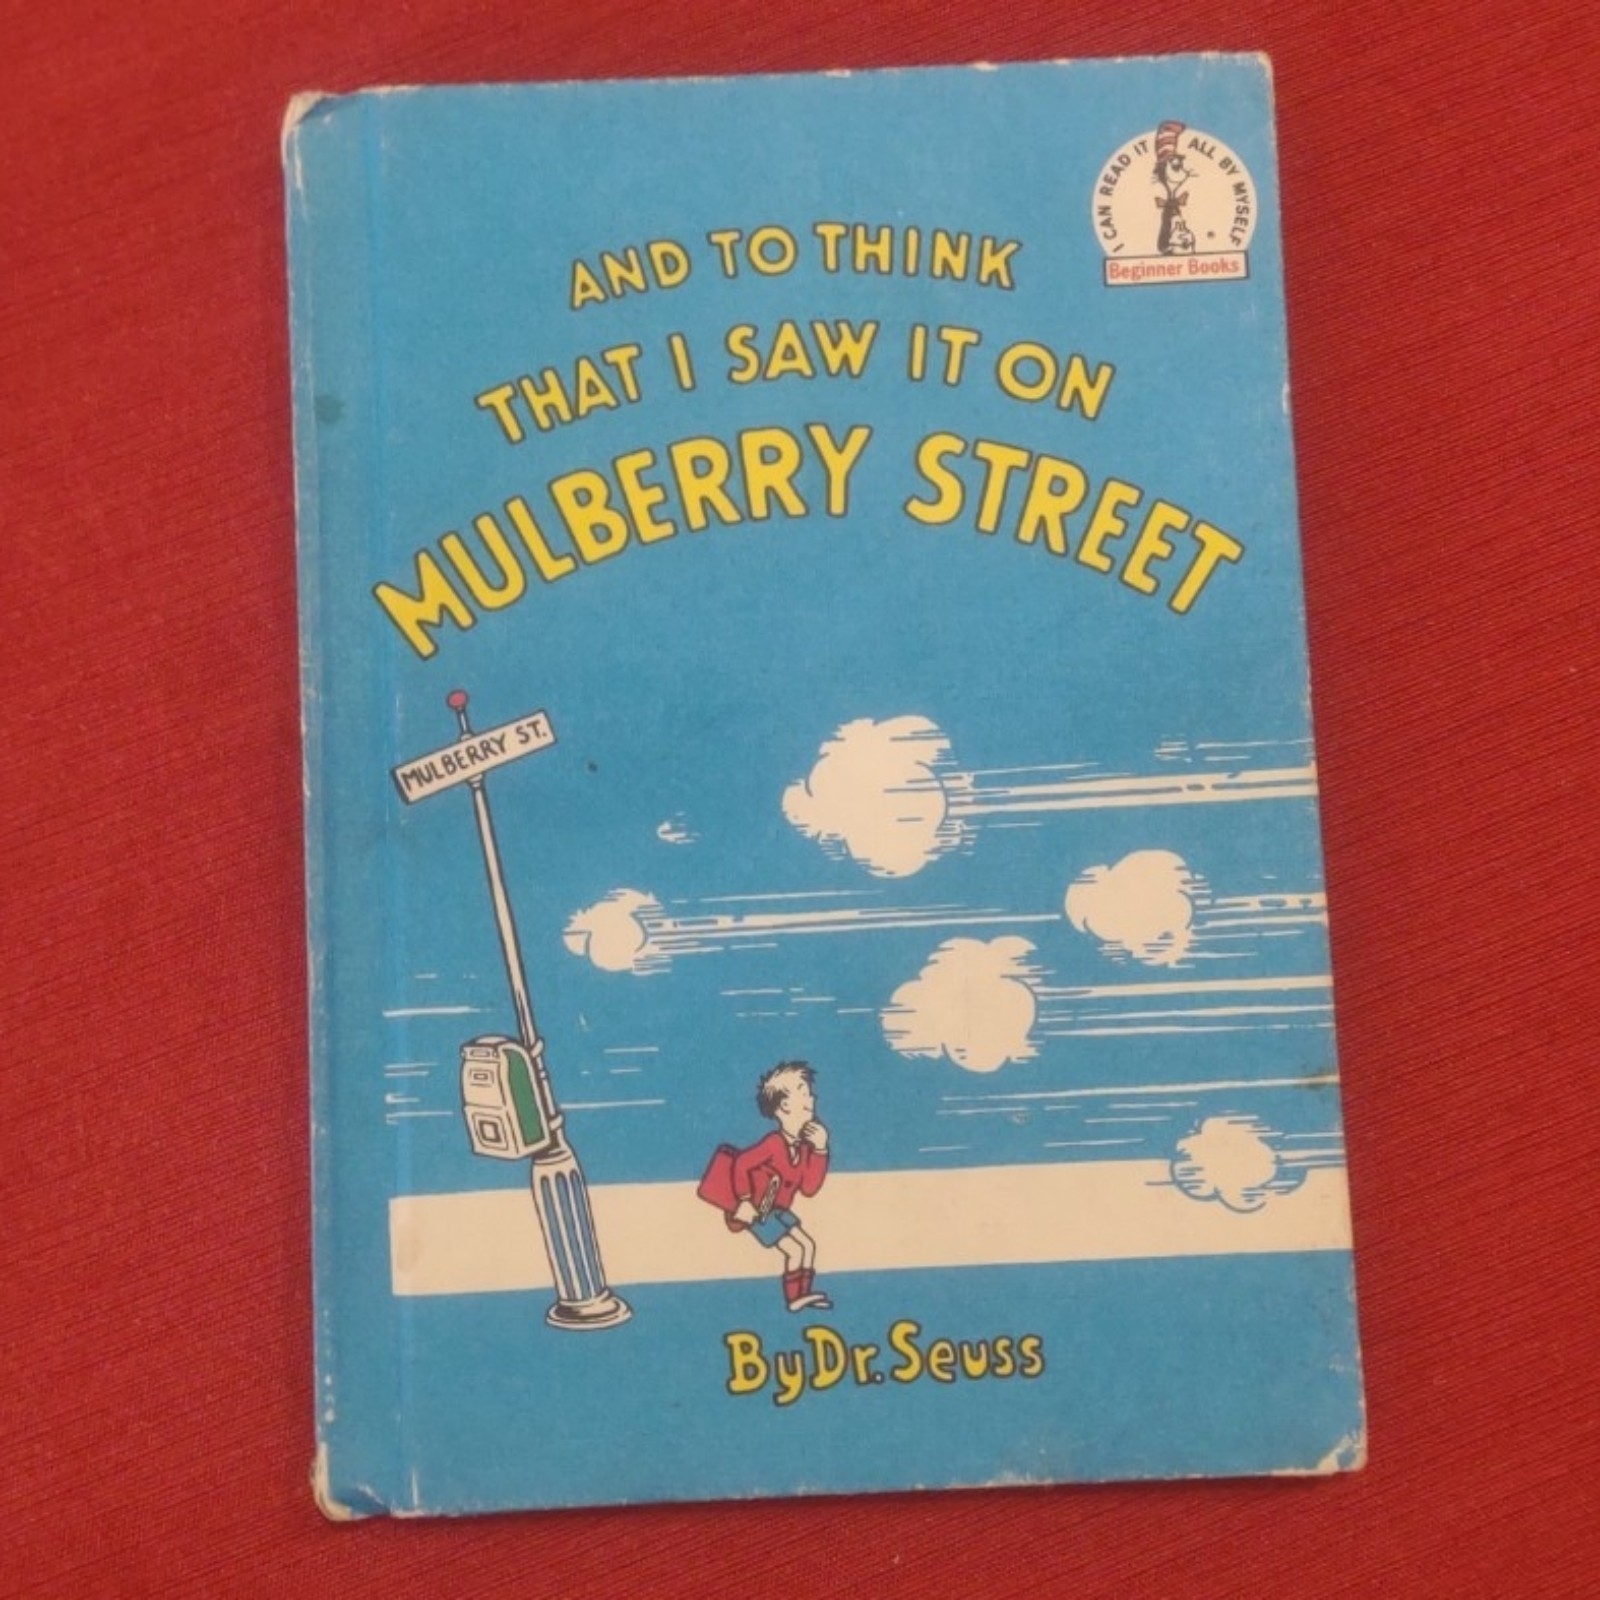 I CAN READ IT ALL BY MYSELF
Beginner Books
AND TO THINK
THAT I SAW IT ON
MULBERRY STREET
MULBERRY ST.
By Dr. Seuss